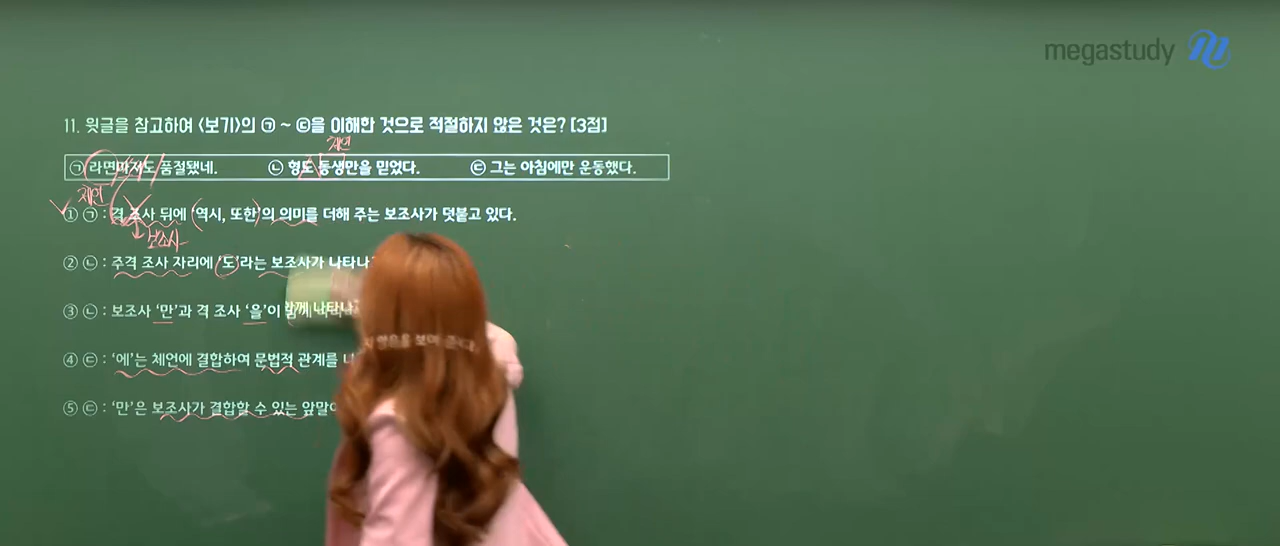 megastudy
11. 윗글을 참고하여 <보기>의 ㉠ ~ ㉢을 이해한 것으로 적절하지 않은 것은? [3점]
체언
㉠ 라면마저도 품절됐네. ㉡ 형도 동생만을 믿었다. ㉢ 그는 아침에만 운동했다.
체언
① ㉠ : 격 조사 뒤에 '역시, 또한'의 의미를 더해 주는 보조사가 덧붙고 있다.
보조사
② ㉡ : 주격 조사 자리에 '도'라는 보조사가 나타나
③ ㉡ : 보조사 '만'과 격 조사 '을'이 함께 나타나
④ ㉢ : '에'는 체언에 결합하여 문법적 관계를
⑤ ㉢ : '만'은 보조사가 결합할 수 있는 앞말이